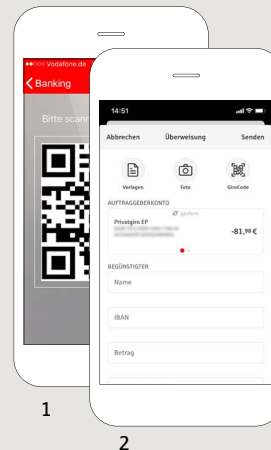 Vodafone.de
Banking
Bitte scann
14:51
Abbrechen Überweisung Senden
Vorlagen Foto GiroCode
AUFTRAGGEBERKONTO
Privatgiro EP
-81,98 €
BEGÜNSTIGTER
Name
IBAN
Betrag
1
2